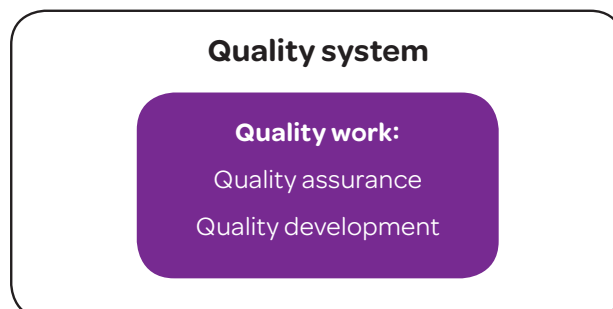 Quality system
Quality work:
Quality assurance
Quality development